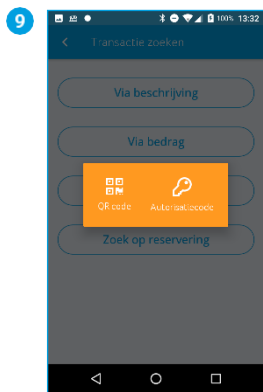 9
100% 13:32
Transactie zoeken
Via beschrijving
Via bedrag
QR code Autorisatiecode
Zoek op reservering